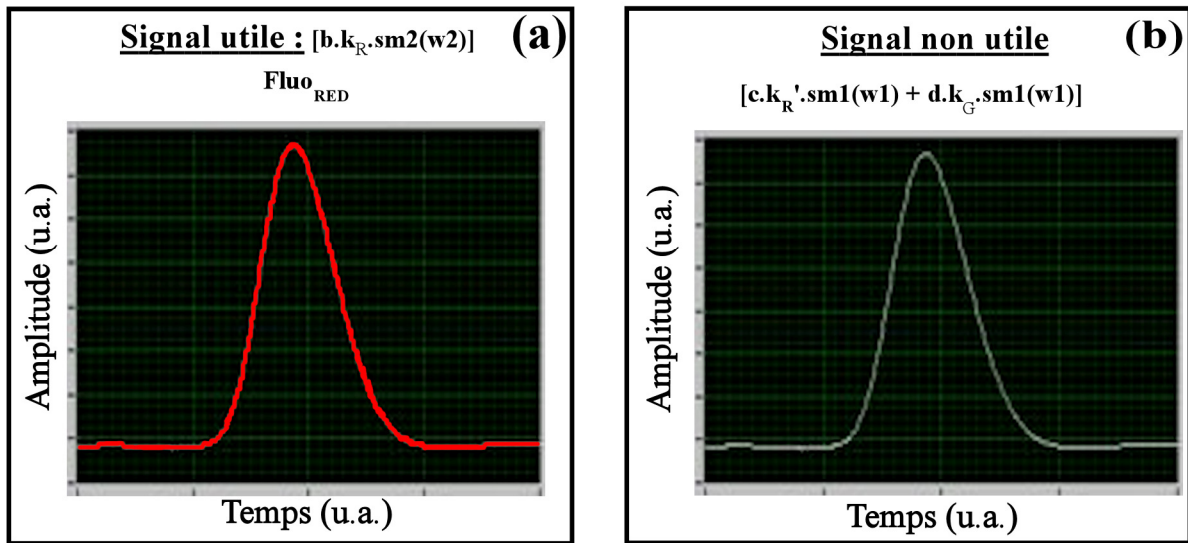 Signal utile : [b.kR.sm2(w2)] (a)
FluoRED
Amplitude (u.a.)
Temps (u.a.)
Signal non utile (b)
[c.kR'.sm1(w1) + d.kG.sm1(w1)]
Amplitude (u.a.)
Temps (u.a.)